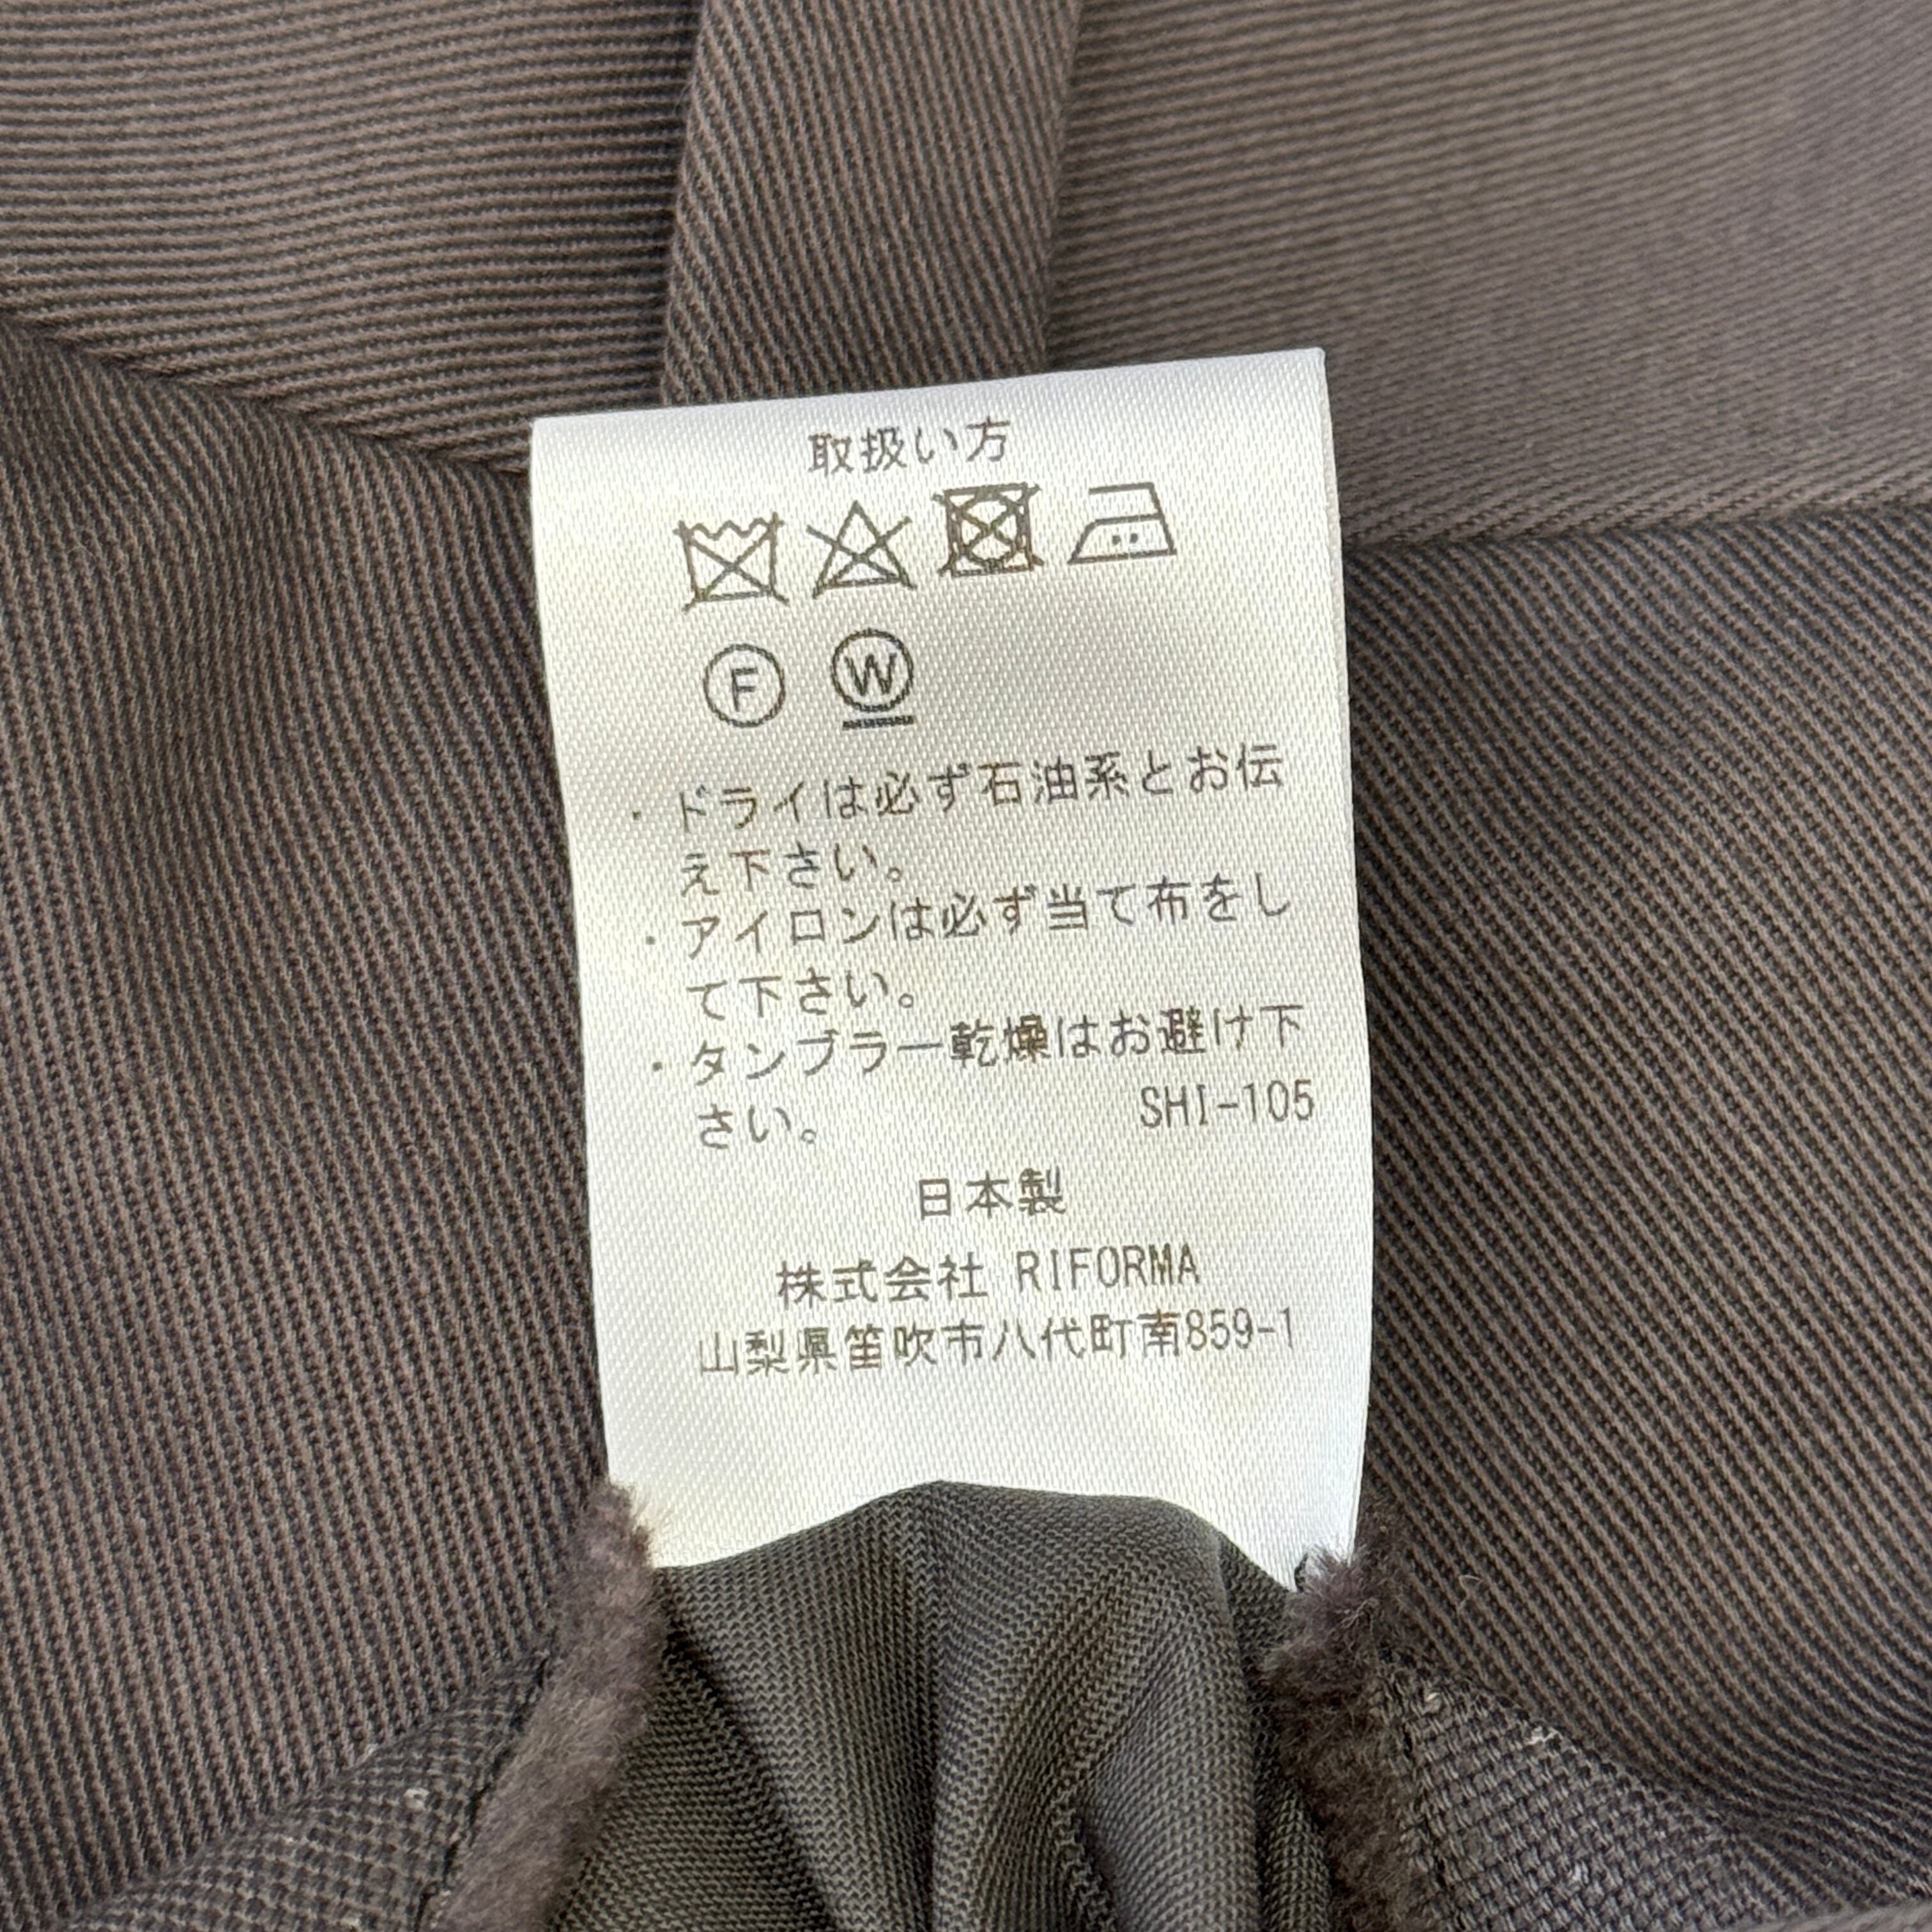 取扱い方
F W
・ドライは必ず石油系とお伝
え下さい。
・アイロンは必ず当て布をし
て下さい。
・タンブラー乾燥はお避け下
さい。 SHI-105
日本製
株式会社 RIFORMA
山梨県笛吹市八代町南859-1